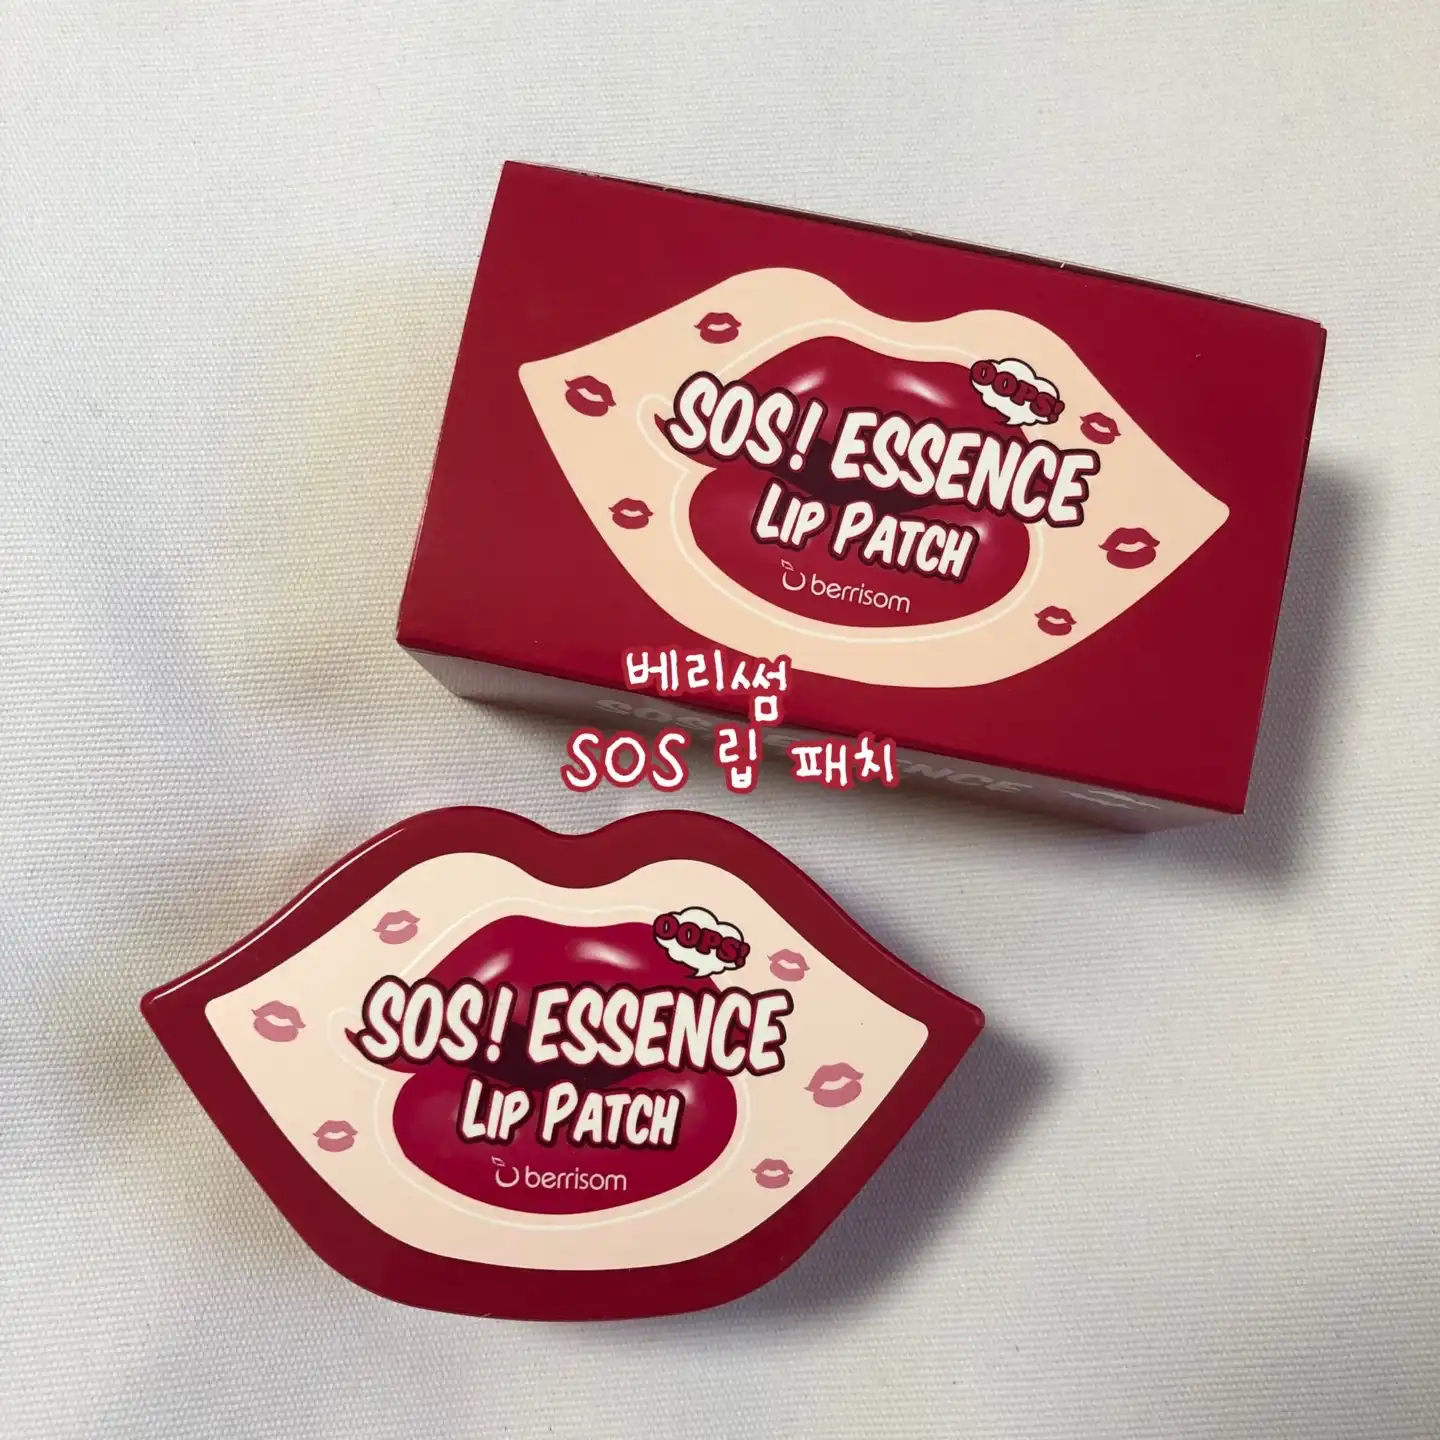 OOPS!
SOS! ESSENCE
LIP PATCH
berrisom
베리썸
SOS 립 패치
OOPS!
SOS! ESSENCE
LIP PATCH
berrisom